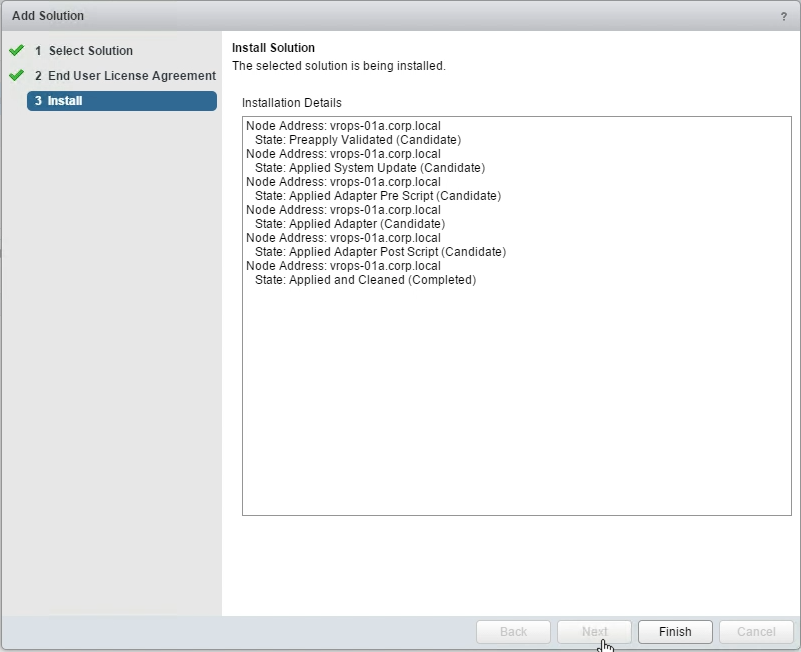 Add Solution ?
1 Select Solution
2 End User License Agreement
3 Install
Install Solution
The selected solution is being installed.
Installation Details
Node Address: vrops-01a.corp.local
State: Preapply Validated (Candidate)
Node Address: vrops-01a.corp.local
State: Applied System Update (Candidate)
Node Address: vrops-01a.corp.local
State: Applied Adapter Pre Script (Candidate)
Node Address: vrops-01a.corp.local
State: Applied Adapter (Candidate)
Node Address: vrops-01a.corp.local
State: Applied Adapter Post Script (Candidate)
Node Address: vrops-01a.corp.local
State: Applied and Cleaned (Completed)
Back Next Finish Cancel